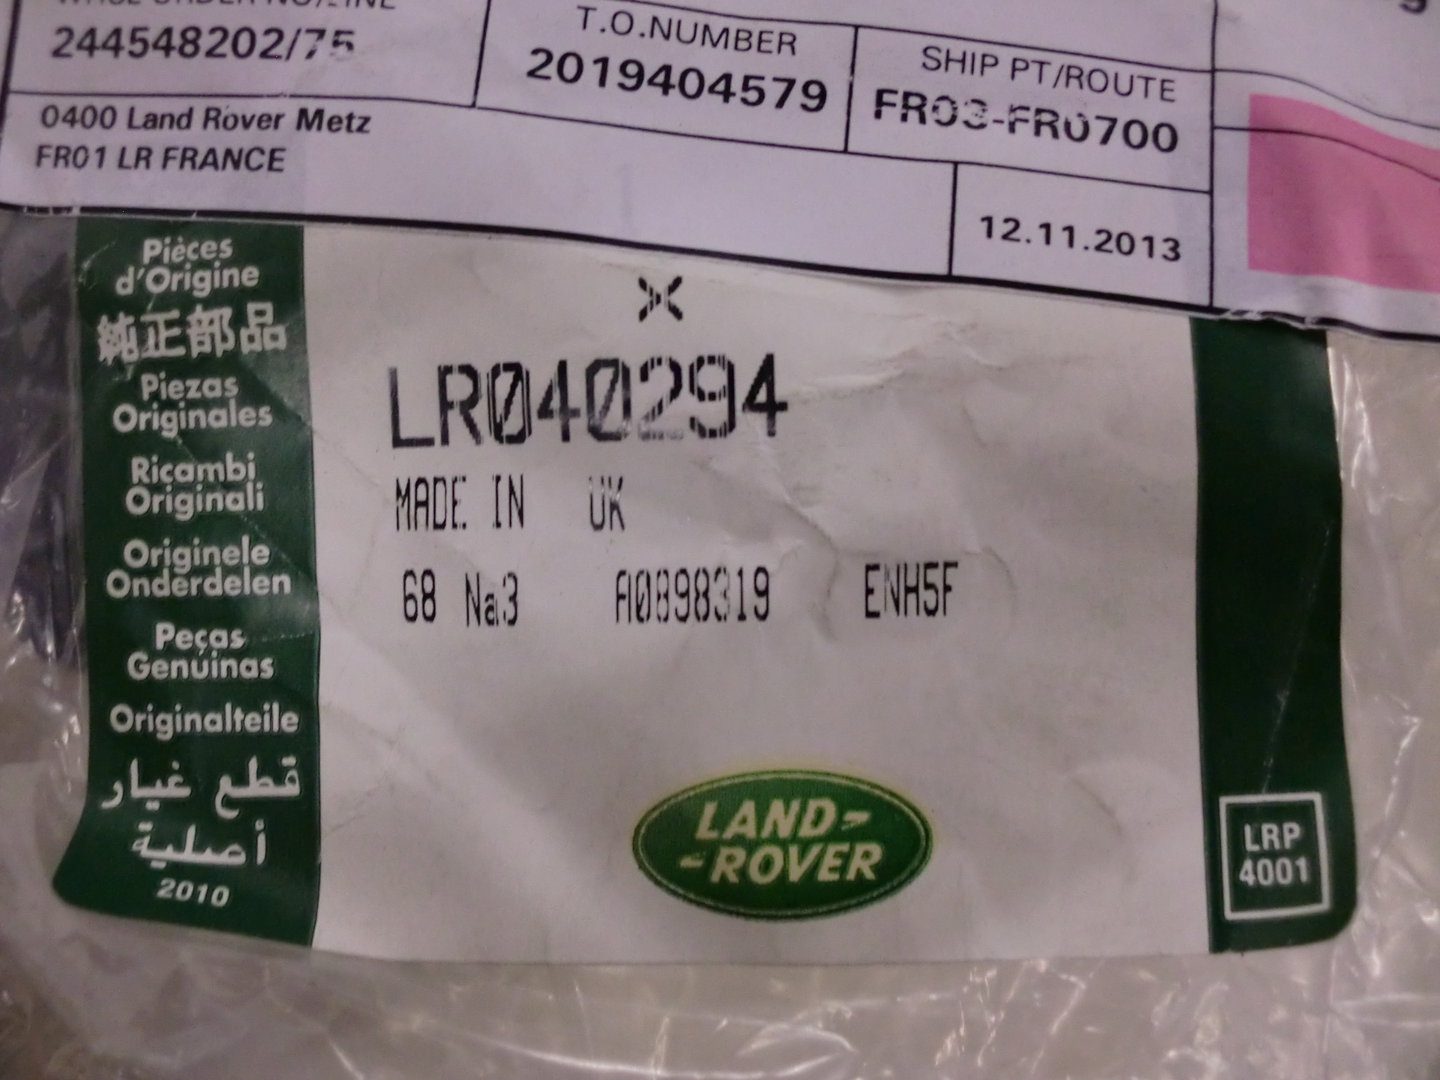 244548202/75
T.O.NUMBER
2019404579
SHIP PT/ROUTE
FR03-FR0700
0400 Land Rover Metz
FR01 LR FRANCE
12.11.2013
Pièces
d'Origine
純正部品
Piezas
Originales
Ricambi
Originali
Originele
Onderdelen
Peças
Genuinas
Originalteile
قطع غيار
أصلية
2010
X
LR040294
MADE IN UK
68 Na3 A0898319 ENH5F
LAND-
-ROVER
LRP
4001